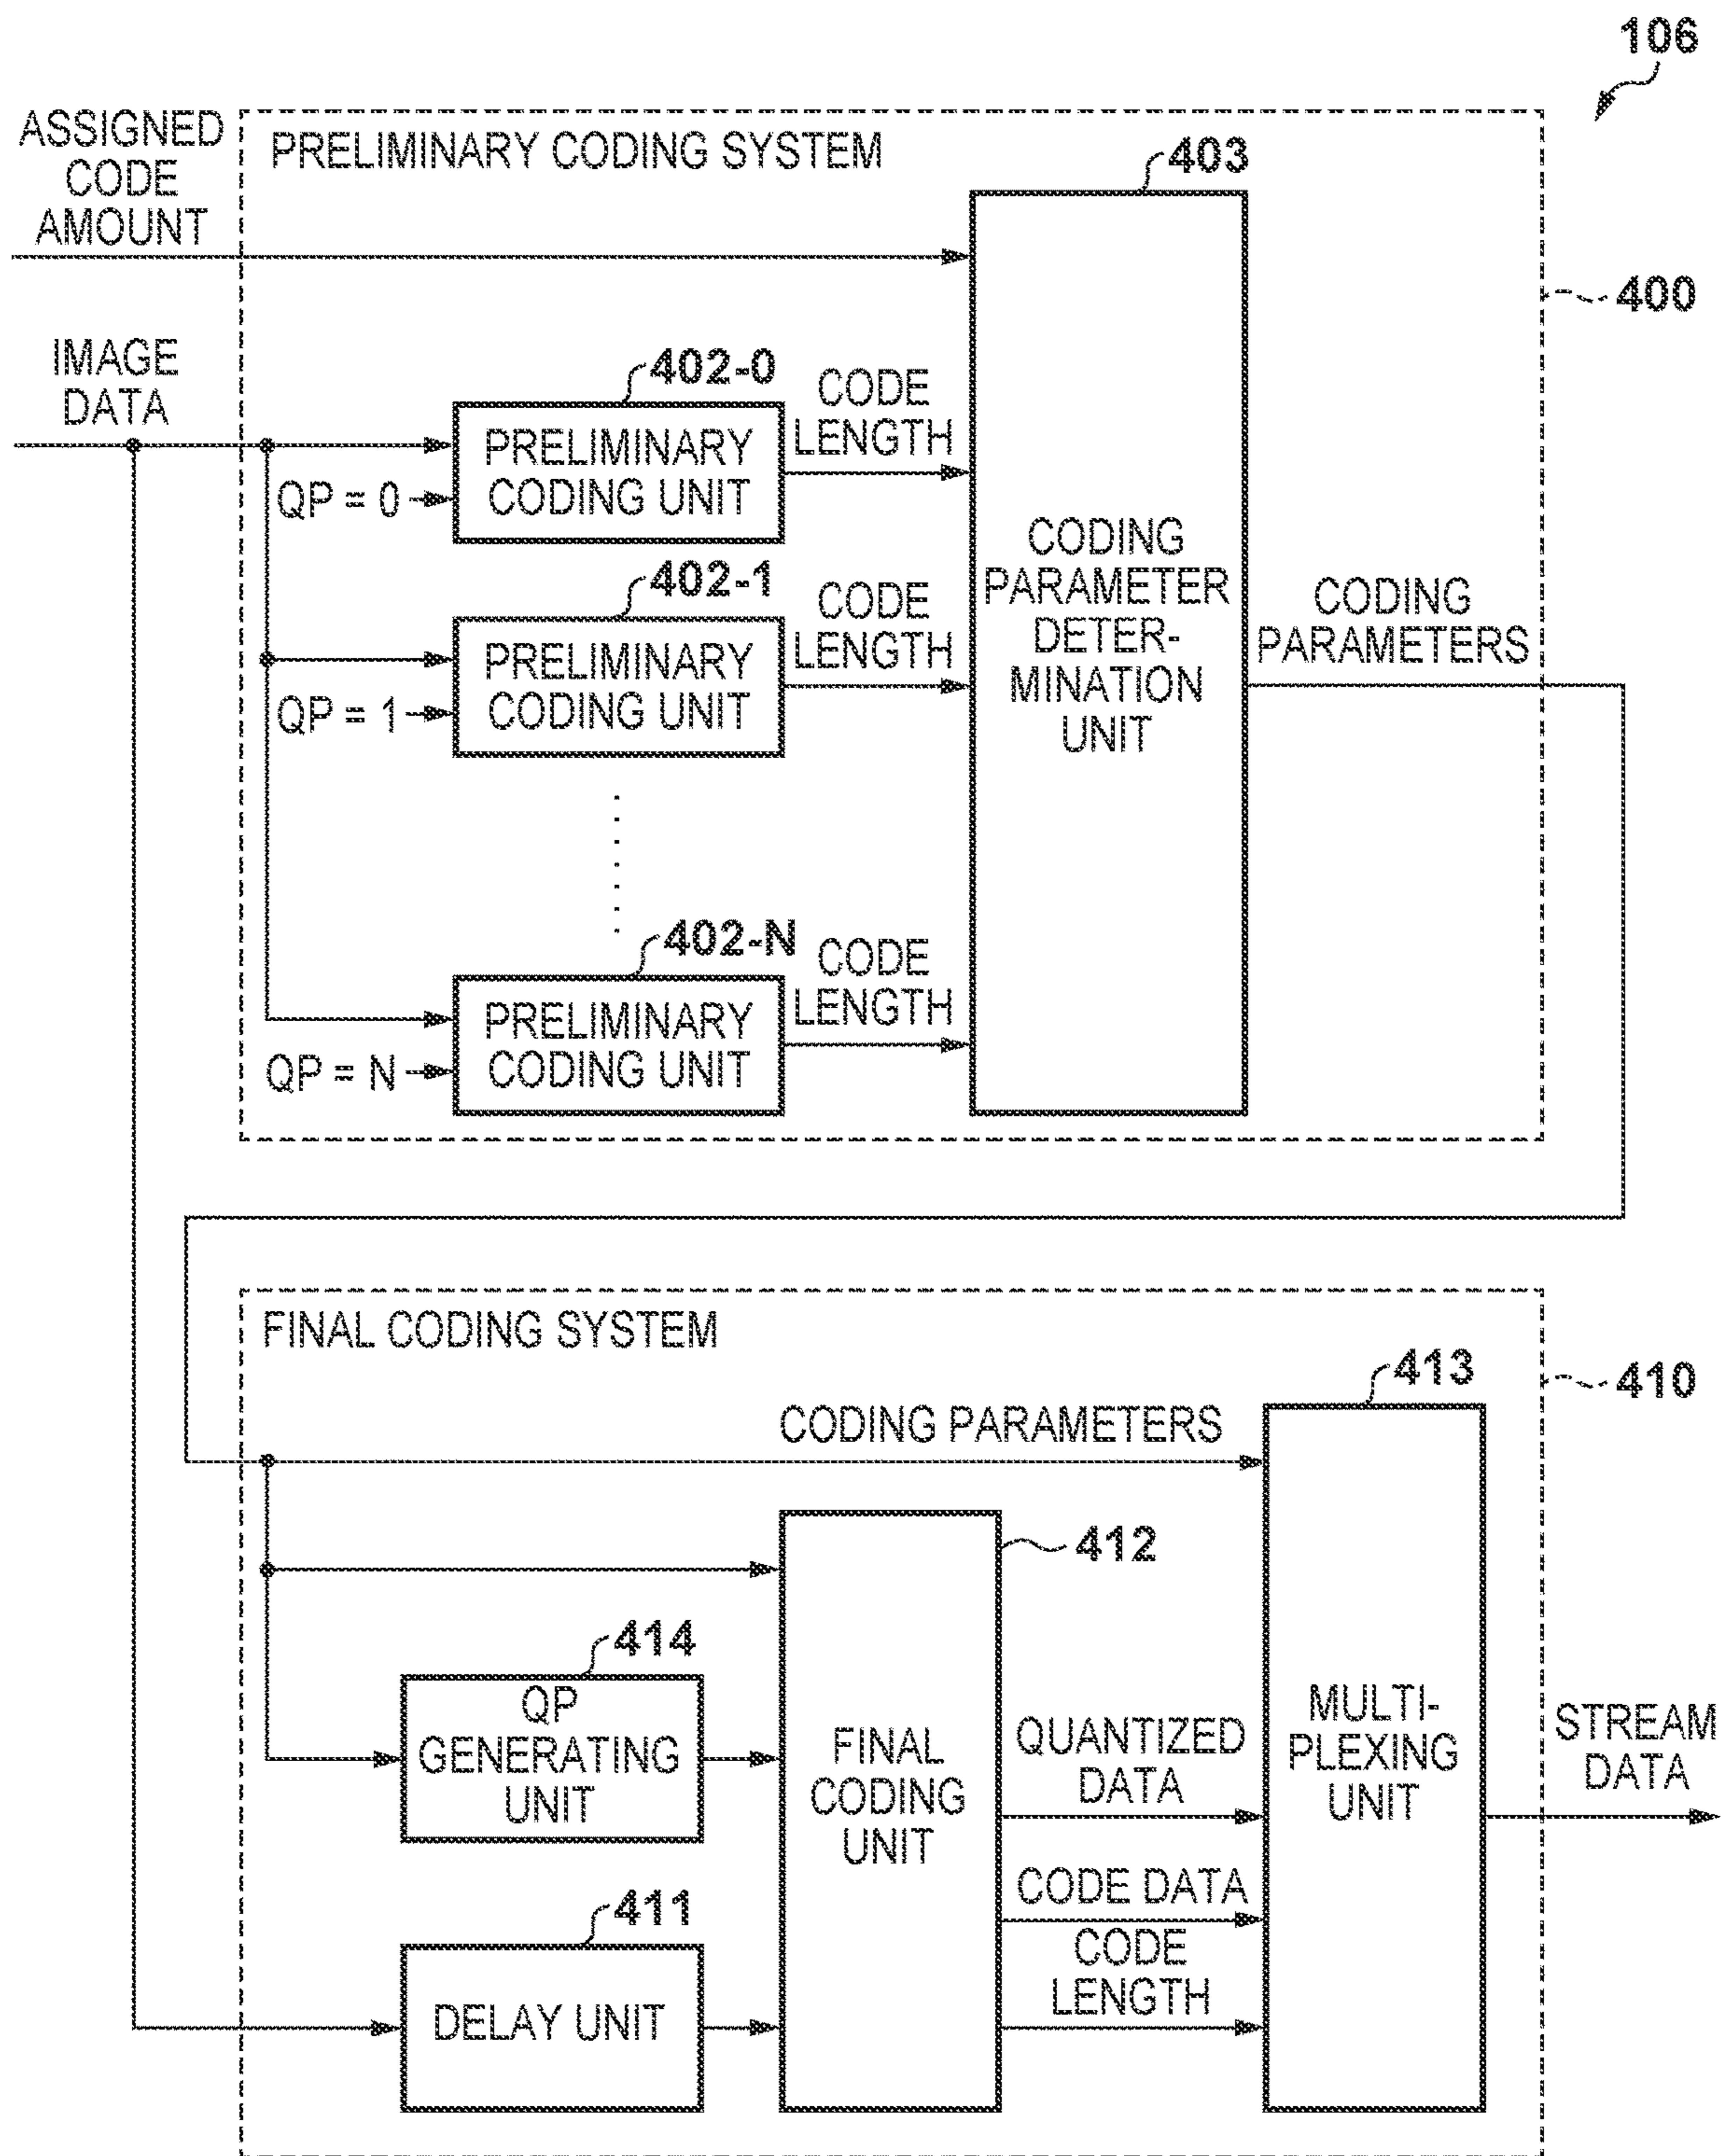 106
ASSIGNED
CODE
AMOUNT
PRELIMINARY CODING SYSTEM
403
400
IMAGE
DATA
402-0
CODE
LENGTH
PRELIMINARY
CODING UNIT
QP = 0
402-1
CODE
LENGTH
PRELIMINARY
CODING UNIT
QP = 1
CODING
PARAMETER
DETER-
MINATION
UNIT
CODING
PARAMETERS
402-N
CODE
LENGTH
PRELIMINARY
CODING UNIT
QP = N
FINAL CODING SYSTEM
413
410
CODING PARAMETERS
412
414
QP
GENERATING
UNIT
FINAL
CODING
UNIT
QUANTIZED
DATA
MULTI-
PLEXING
UNIT
STREAM
DATA
CODE DATA
411
CODE
LENGTH
DELAY UNIT